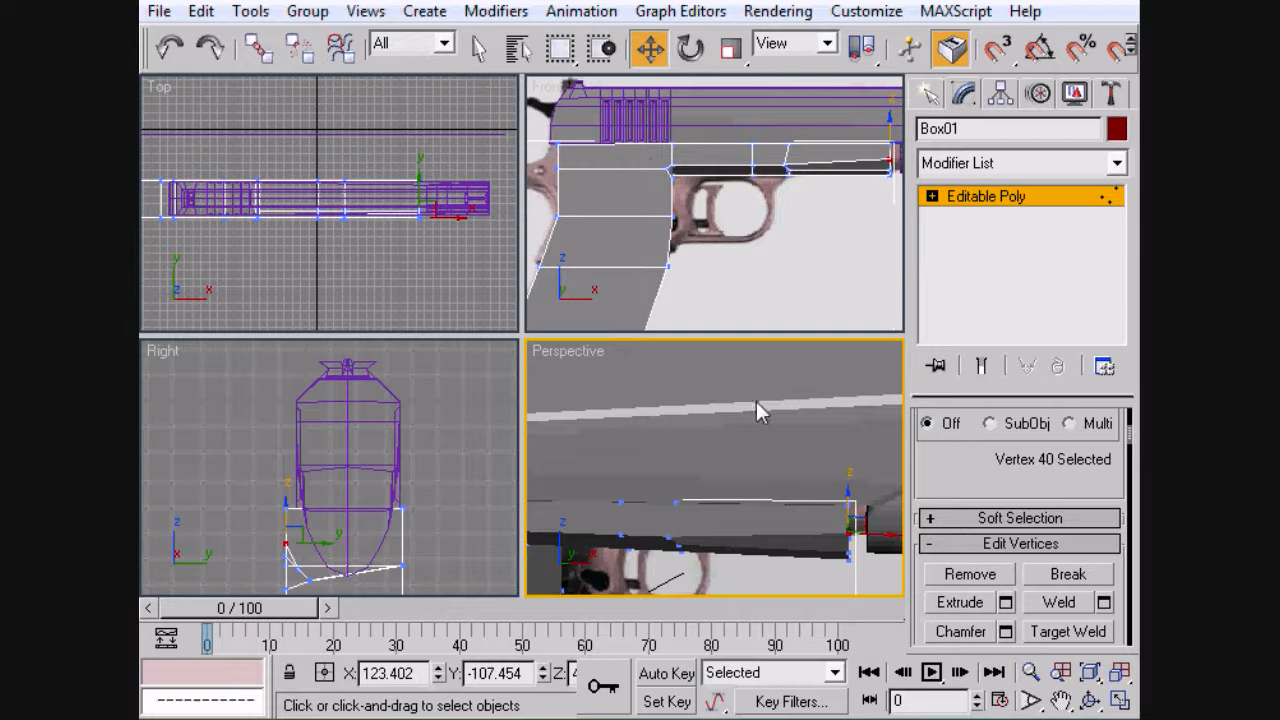 File Edit Tools Group Views Create Modifiers Animation Graph Editors Rendering Customize MAXScript Help
All View 3 %
Top
y
y
x
z x
Front
z
y x
Box01
Modifier List
Editable Poly
Right
z
y
z
x y
Perspective
z
z
x
Off SubObj Multi
Vertex 40 Selected
+ Soft Selection
- Edit Vertices
Remove Break
Extrude Weld
Chamfer Target Weld
< 0 / 100 >
0 10 20 30 40 50 60 70 80 90 100
X: 123.402 Y: -107.454 Z:
Auto Key Selected
Set Key Key Filters... 0
Click or click-and-drag to select objects